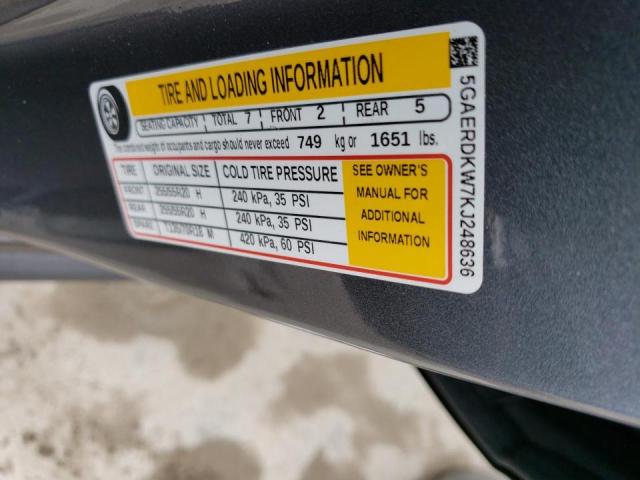 TIRE AND LOADING INFORMATION
SEATING CAPACITY TOTAL 7 FRONT 2 REAR 5
The combined weight of occupants and cargo should never exceed 749 kg or 1651 lbs.
TIRE ORIGINAL SIZE COLD TIRE PRESSURE
FRONT 255/55R20 H 240 kPa, 35 PSI
REAR 255/55R20 H 240 kPa, 35 PSI
SPARE T135/70R18 M 420 kPa, 60 PSI
SEE OWNER'S
MANUAL FOR
ADDITIONAL
INFORMATION
5GAERDKW7KJ248636